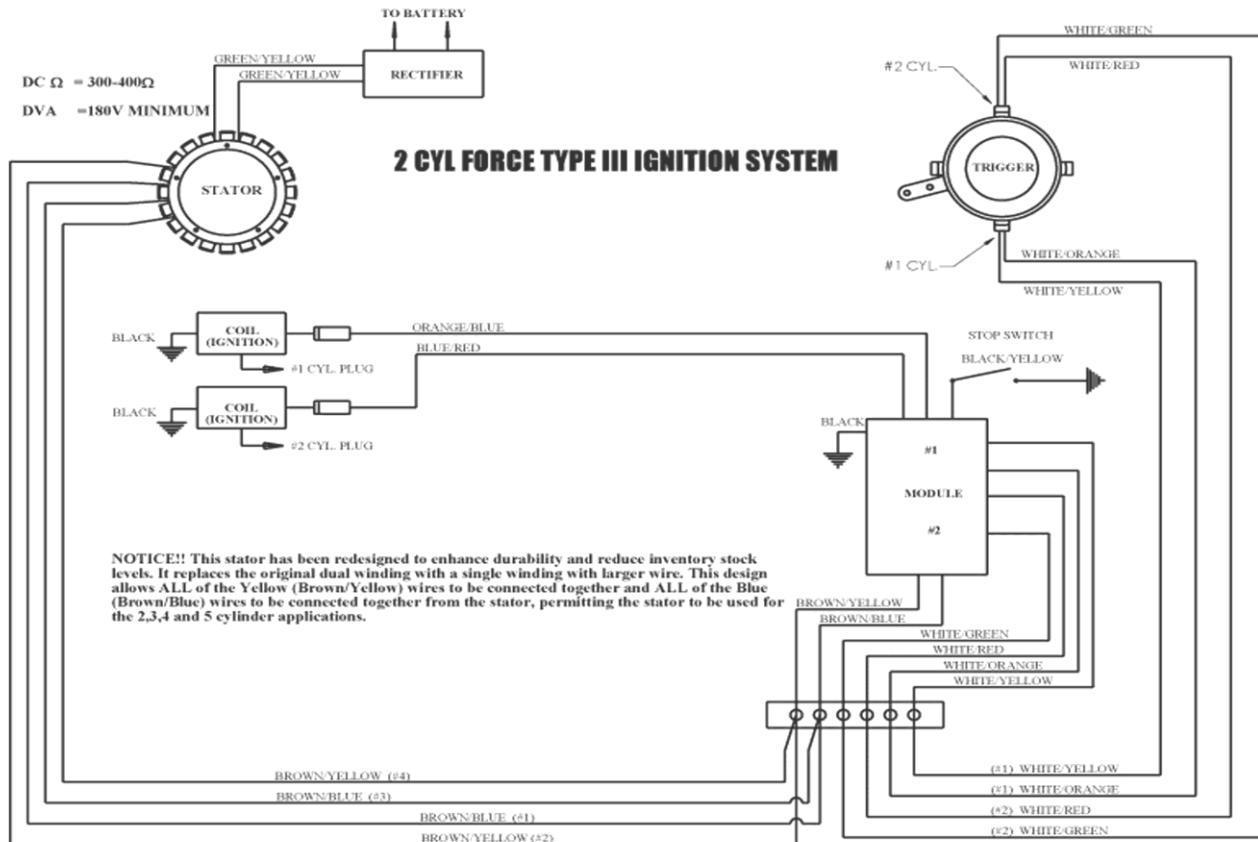 TO BATTERY
WHITE/GREEN
GREEN/YELLOW
RECTIFIER
GREEN/YELLOW
#2 CYL.
WHITE/RED
DC Ω = 300-400Ω
DVA =180V MINIMUM
2 CYL FORCE TYPE III IGNITION SYSTEM
STATOR
TRIGGER
#1 CYL.
WHITE/ORANGE
WHITE/YELLOW
BLACK
COIL
(IGNITION)
ORANGE/BLUE
#1 CYL. PLUG
BLUE/RED
STOP SWITCH
BLACK/YELLOW
BLACK
COIL
(IGNITION)
#2 CYL. PLUG
BLACK
#1
MODULE
#2
NOTICE!! This stator has been redesigned to enhance durability and reduce inventory stock
levels. It replaces the original dual winding with a single winding with larger wire. This design
allows ALL of the Yellow (Brown/Yellow) wires to be connected together and ALL of the Blue
(Brown/Blue) wires to be connected together from the stator, permitting the stator to be used for
the 2,3,4 and 5 cylinder applications.
BROWN/YELLOW
BROWN/BLUE
WHITE/GREEN
WHITE/RED
WHITE/ORANGE
WHITE/YELLOW
BROWN/YELLOW (#4)
BROWN/BLUE (#3)
BROWN/BLUE (#1)
BROWN/YELLOW (#2)
(#1) WHITE/YELLOW
(#1) WHITE/ORANGE
(#2) WHITE/RED
(#2) WHITE/GREEN